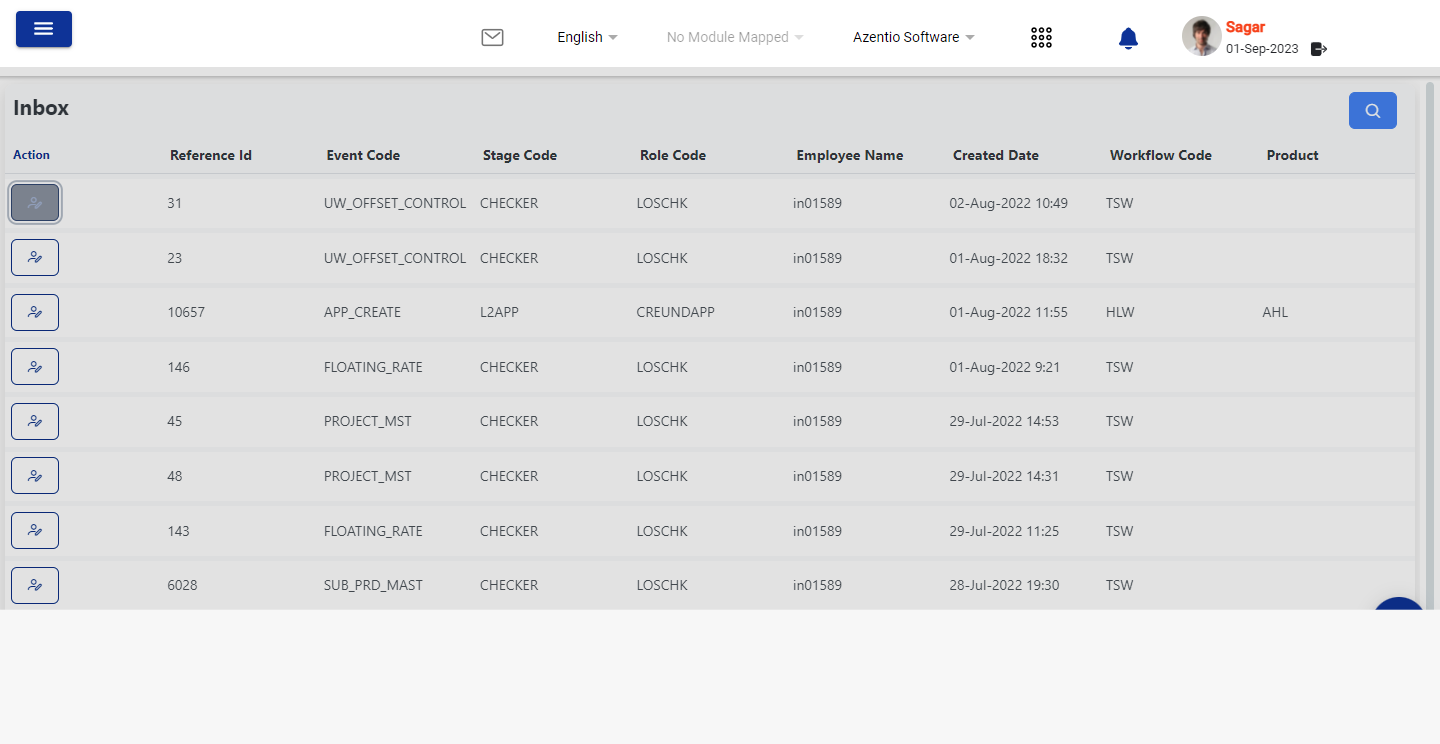 English No Module Mapped Azentio Software Sagar
01-Sep-2023
Inbox
Action Reference Id Event Code Stage Code Role Code Employee Name Created Date Workflow Code Product
31 UW_OFFSET_CONTROL CHECKER LOSCHK in01589 02-Aug-2022 10:49 TSW
23 UW_OFFSET_CONTROL CHECKER LOSCHK in01589 01-Aug-2022 18:32 TSW
10657 APP_CREATE L2APP CREUNDAPP in01589 01-Aug-2022 11:55 HLW AHL
146 FLOATING_RATE CHECKER LOSCHK in01589 01-Aug-2022 9:21 TSW
45 PROJECT_MST CHECKER LOSCHK in01589 29-Jul-2022 14:53 TSW
48 PROJECT_MST CHECKER LOSCHK in01589 29-Jul-2022 14:31 TSW
143 FLOATING_RATE CHECKER LOSCHK in01589 29-Jul-2022 11:25 TSW
6028 SUB_PRD_MAST CHECKER LOSCHK in01589 28-Jul-2022 19:30 TSW